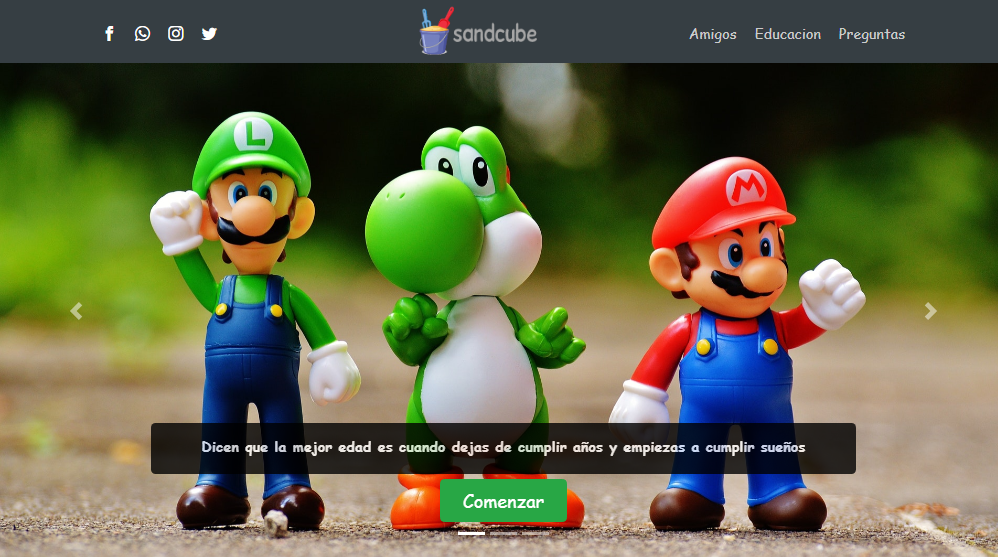 sandcube
Amigos Educacion Preguntas
L
M
Dicen que la mejor edad es cuando dejas de cumplir años y empiezas a cumplir sueños
Comenzar